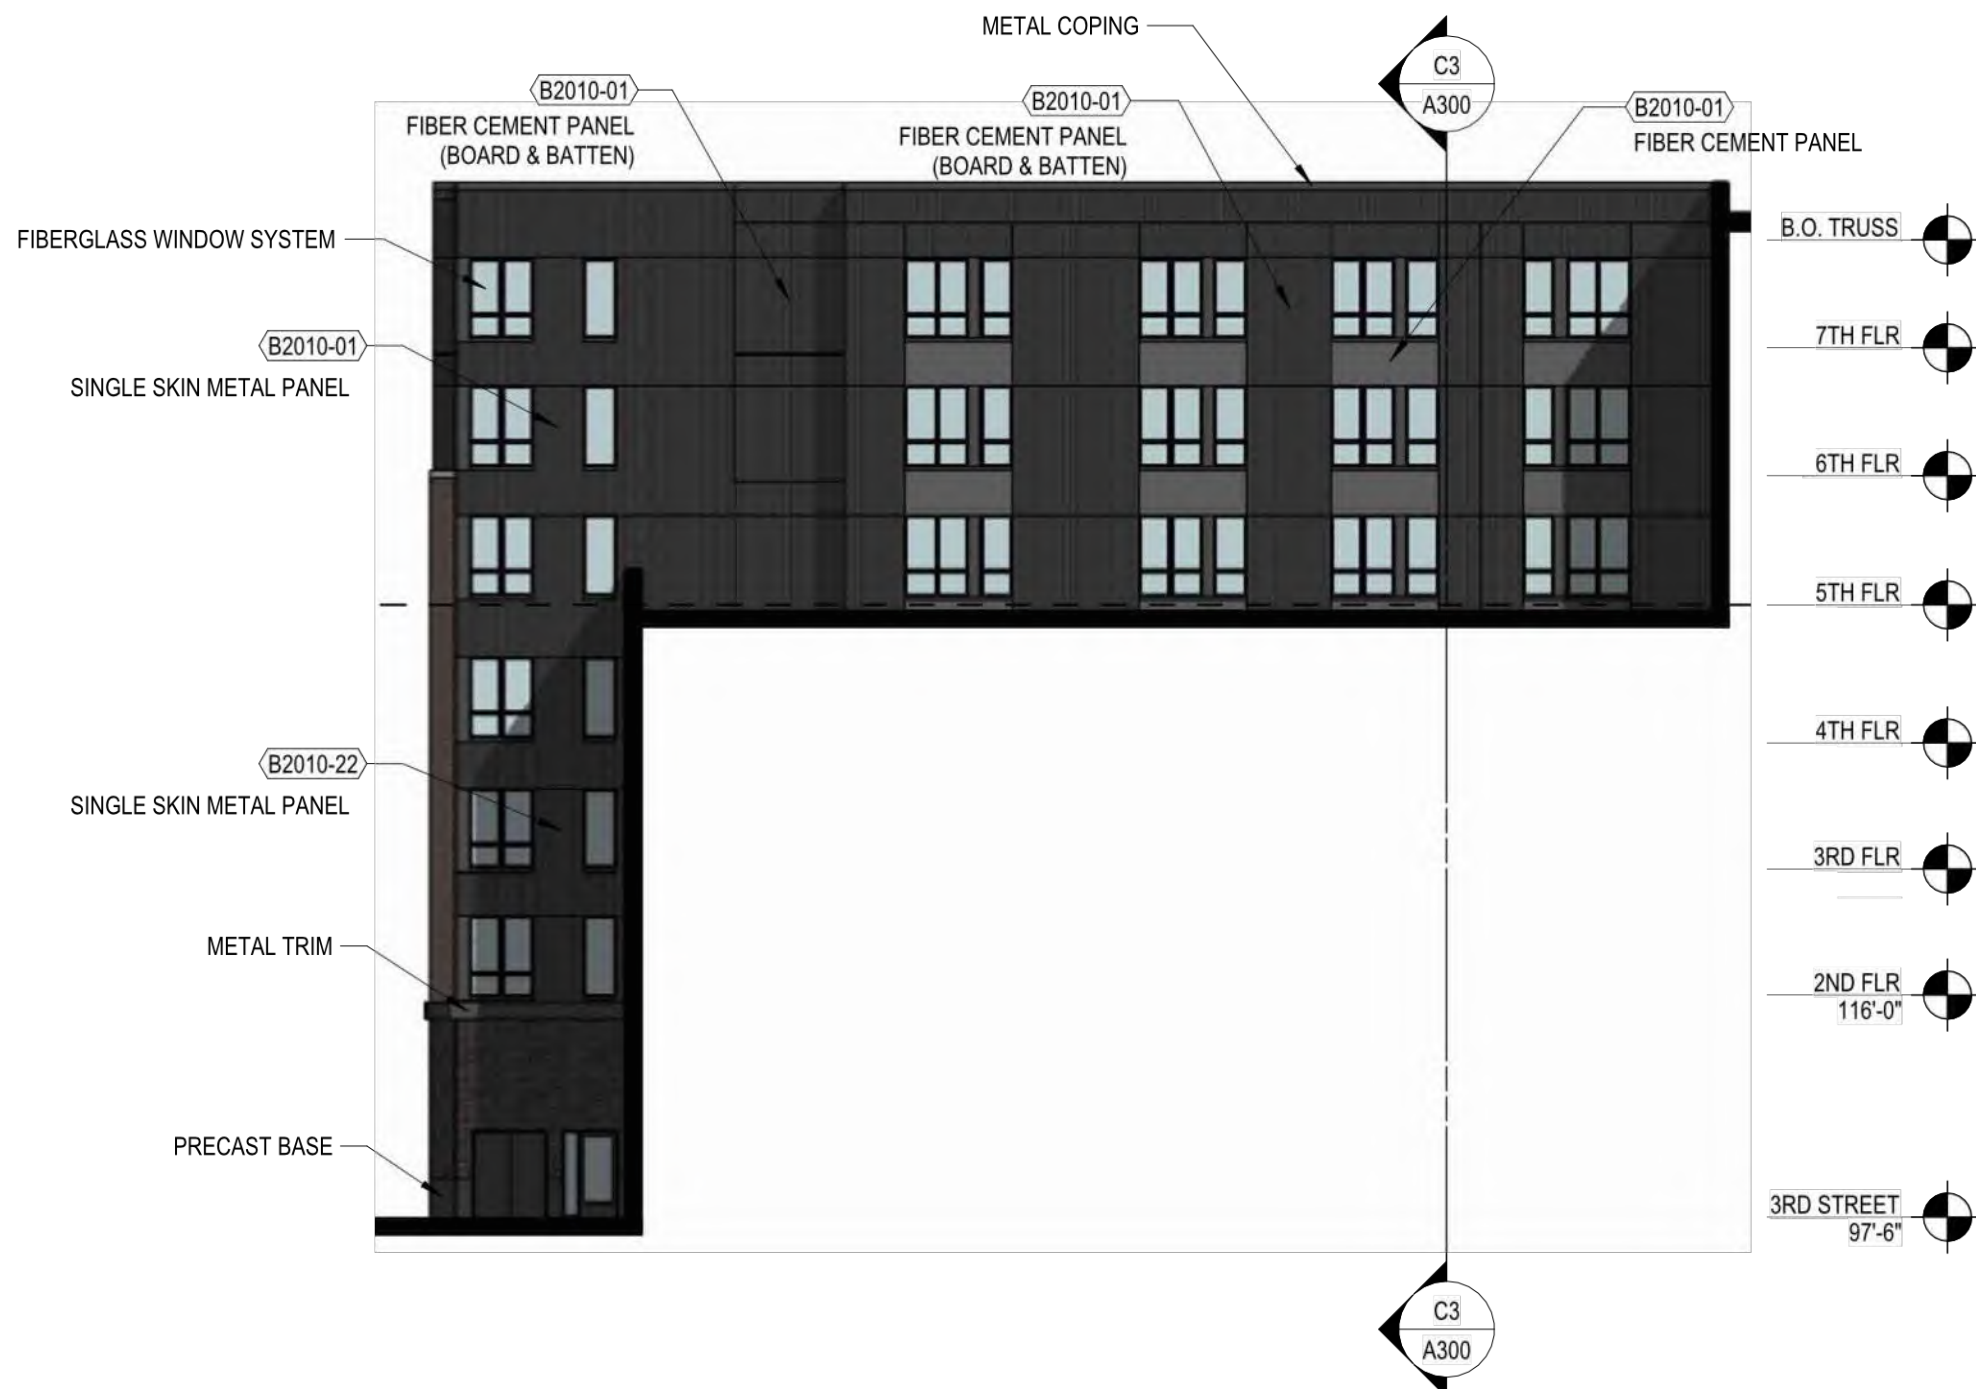 METAL COPING
C3
A300
B2010-01
FIBER CEMENT PANEL
(BOARD & BATTEN)
B2010-01
FIBER CEMENT PANEL
(BOARD & BATTEN)
B2010-01
FIBER CEMENT PANEL
FIBERGLASS WINDOW SYSTEM
B2010-01
SINGLE SKIN METAL PANEL
B2010-22
SINGLE SKIN METAL PANEL
METAL TRIM
PRECAST BASE
B.O. TRUSS
7TH FLR
6TH FLR
5TH FLR
4TH FLR
3RD FLR
2ND FLR
116'-0"
3RD STREET
97'-6"
C3
A300